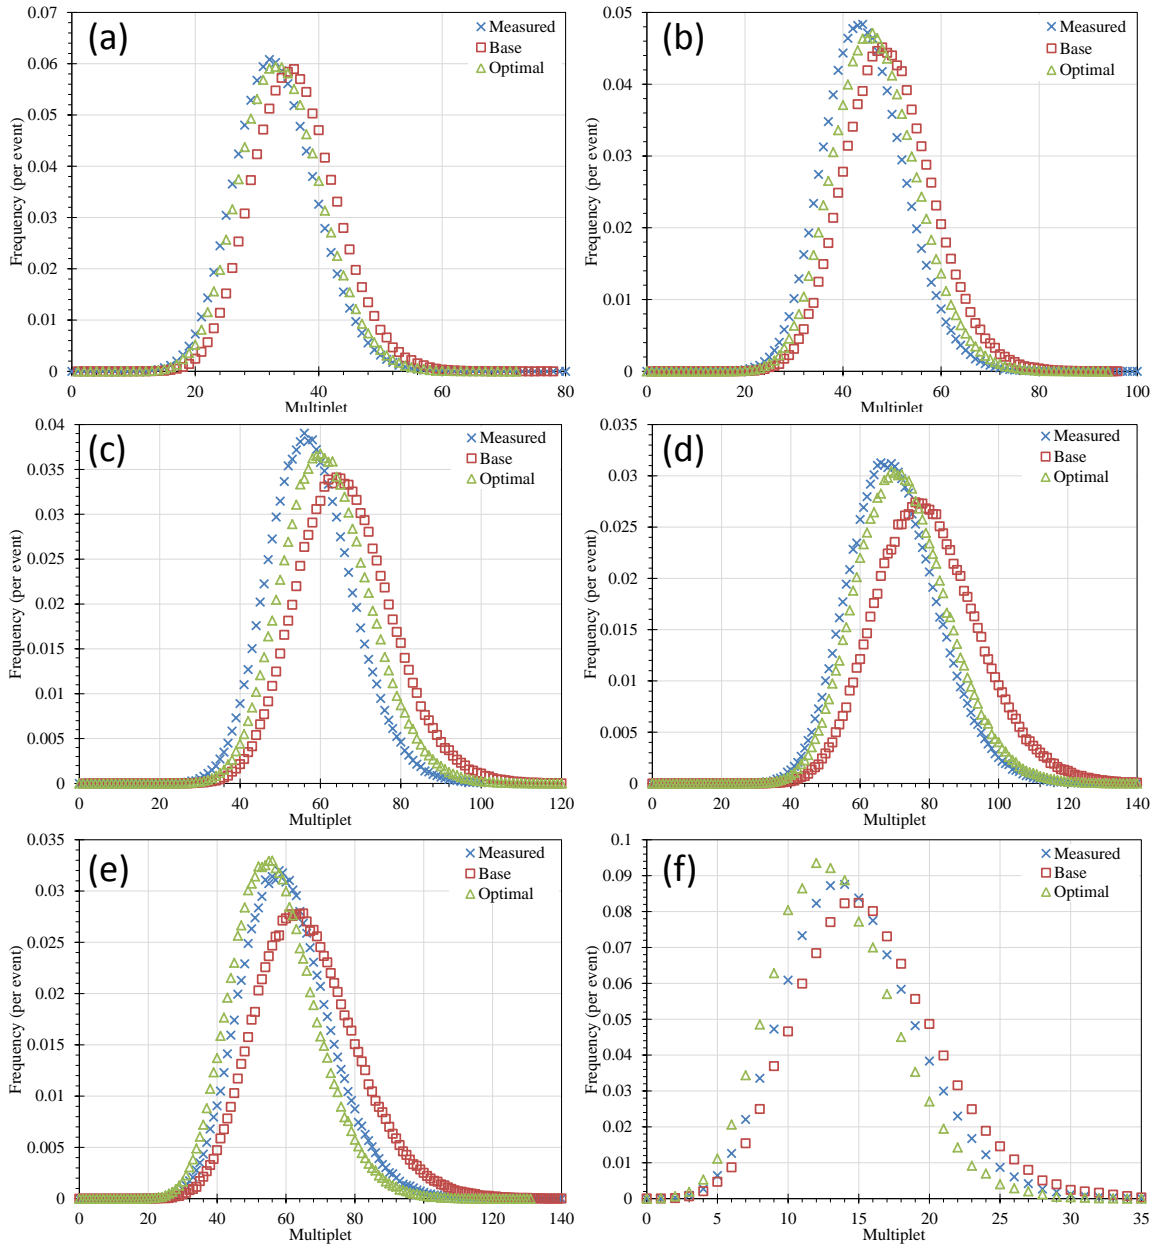 (a)
Measured
Base
Optimal
0.07
0.06
0.05
0.04
0.03
0.02
0.01
0
Frequency (per event)
0 20 40 60 80
Multiplet
(b)
Measured
Base
Optimal
0.05
0.04
0.03
0.02
0.01
0
Frequency (per event)
0 20 40 60 80 100
Multiplet
(c)
Measured
Base
Optimal
0.04
0.035
0.03
0.025
0.02
0.015
0.01
0.005
0
Frequency (per event)
0 20 40 60 80 100 120
Multiplet
(d)
Measured
Base
Optimal
0.035
0.03
0.025
0.02
0.015
0.01
0.005
0
Frequency (per event)
0 20 40 60 80 100 120 140
Multiplet
(e)
Measured
Base
Optimal
0.035
0.03
0.025
0.02
0.015
0.01
0.005
0
Frequency (per event)
0 20 40 60 80 100 120 140
Multiplet
(f)
Measured
Base
Optimal
0.1
0.09
0.08
0.07
0.06
0.05
0.04
0.03
0.02
0.01
0
Frequency (per event)
0 5 10 15 20 25 30 35
Multiplet